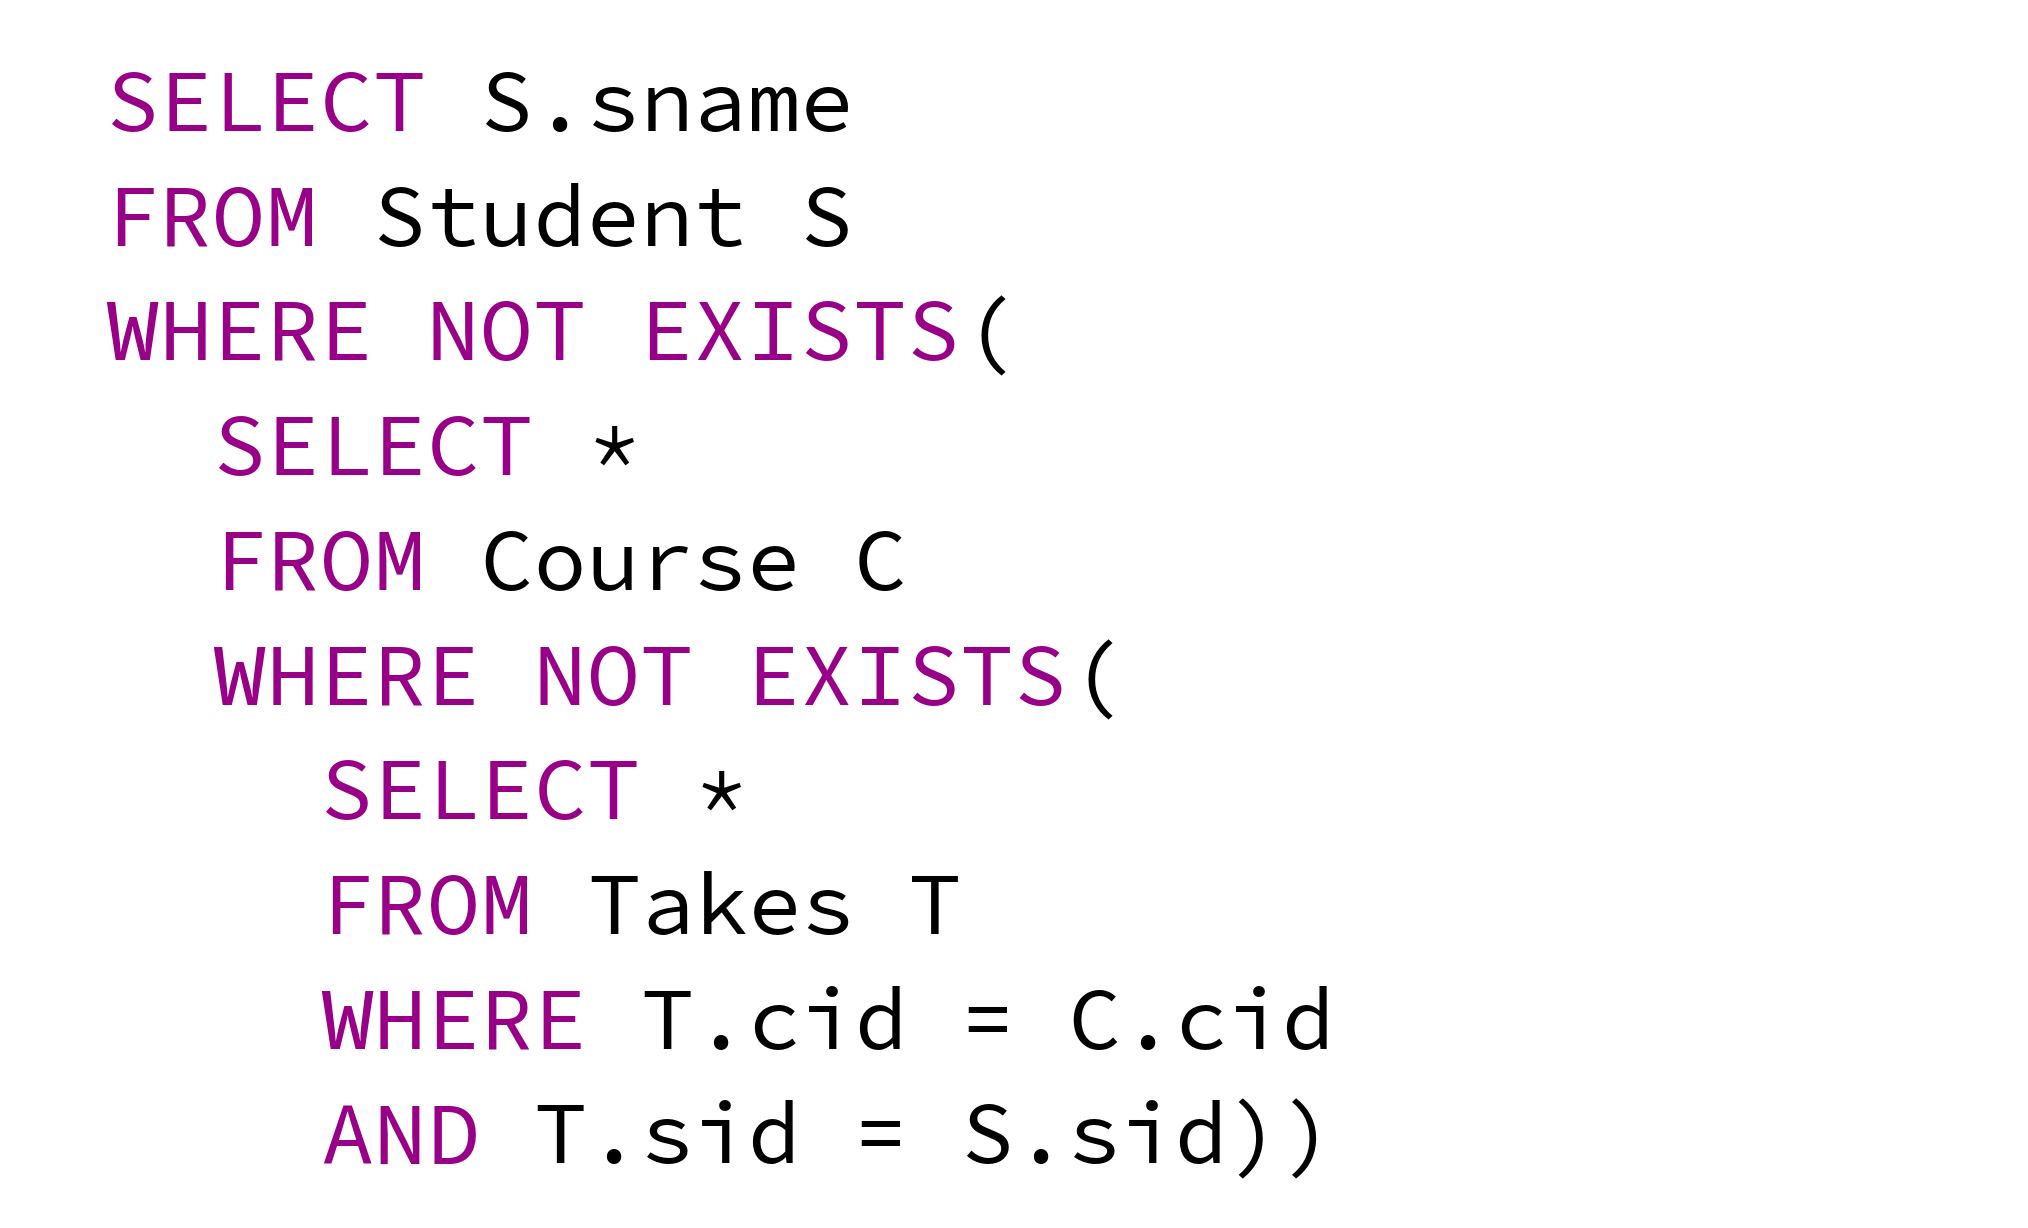 SELECT S.sname
FROM Student S
WHERE NOT EXISTS(
SELECT *
FROM Course C
WHERE NOT EXISTS(
SELECT *
FROM Takes T
WHERE T.cid = C.cid
AND T.sid = S.sid))